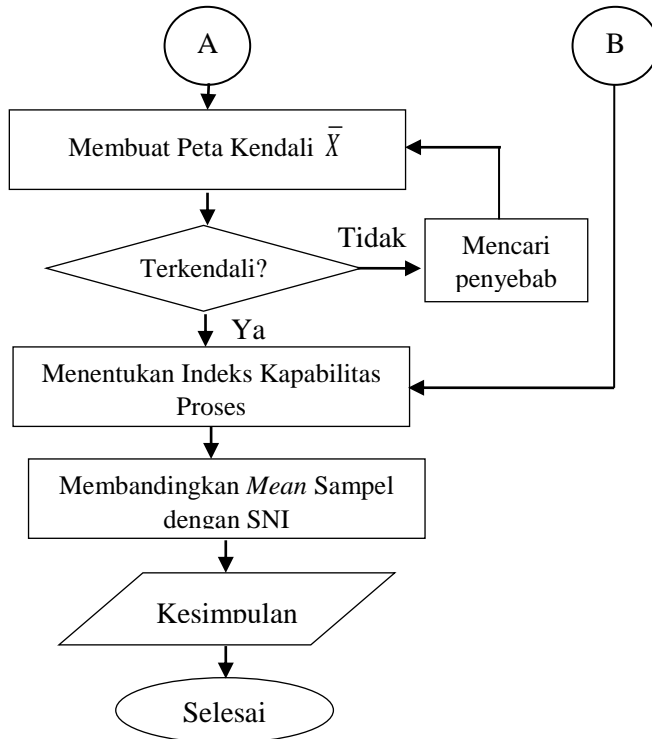 A
B
Membuat Peta Kendali X̄
Tidak
Mencari
penyebab
Terkendali?
Ya
Menentukan Indeks Kapabilitas
Proses
Membandingkan Mean Sampel
dengan SNI
Kesimpulan
Selesai